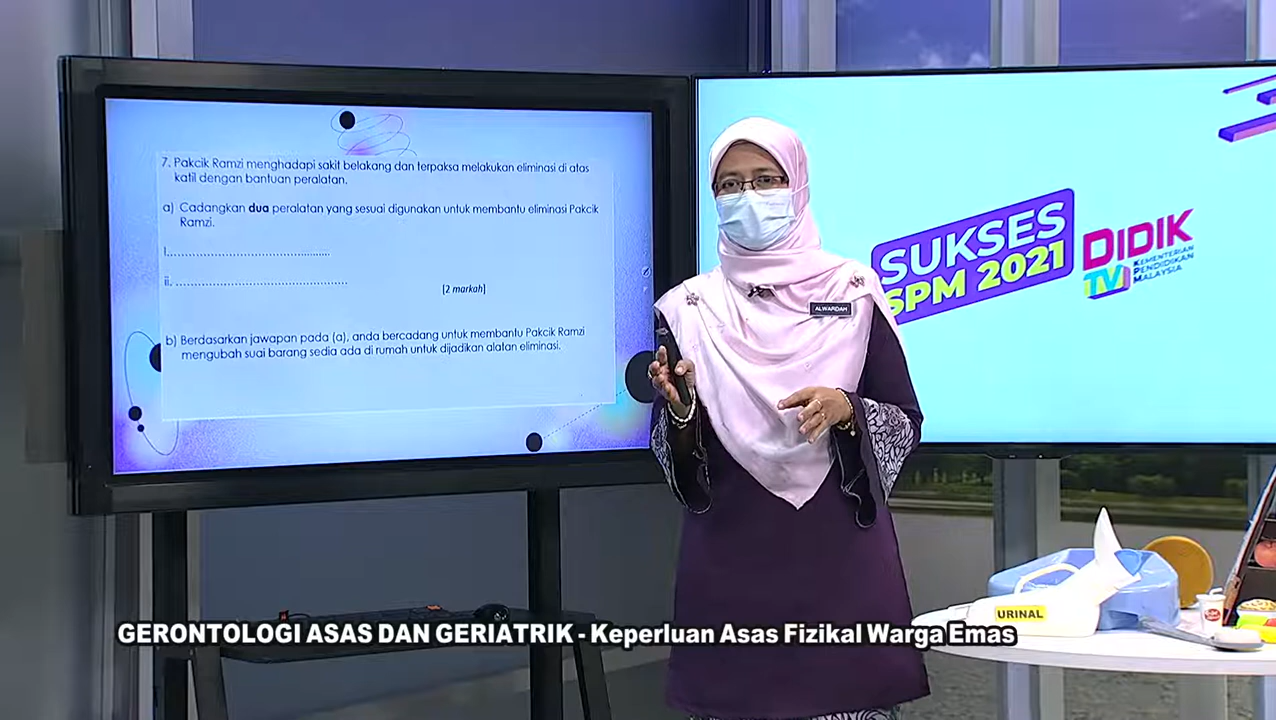 7. Pakcik Ramzi menghadapi sakit belakang dan terpaksa melakukan eliminasi di atas
katil dengan bantuan peralatan.
a) Cadangkan dua peralatan yang sesuai digunakan untuk membantu eliminasi Pakcik
Ramzi.
i..............................................
ii. ..............................................
[2 markah]
b) Berdasarkan jawapan pada (a), anda bercadang untuk membantu Pakcik Ramzi
mengubah suai barang sedia ada di rumah untuk dijadikan alatan eliminasi.
SUKSES
SPM 2021
DIDIK
TV
KEMENTERIAN
PENDIDIKAN
MALAYSIA
ALWARDAH
URINAL
GERONTOLOGI ASAS DAN GERIATRIK - Keperluan Asas Fizikal Warga Emas